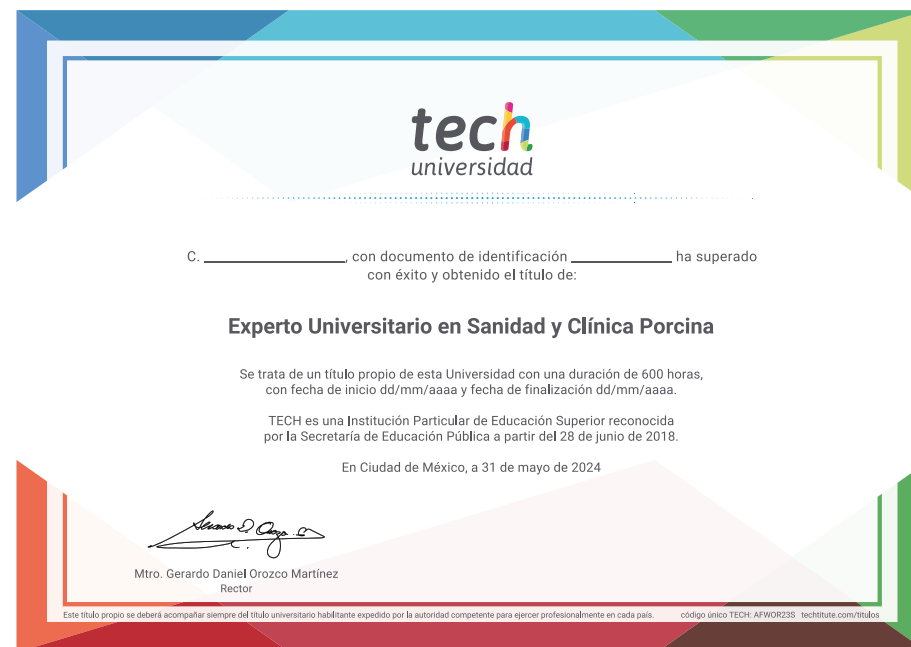 tech
universidad
C. ____________, con documento de identificación ____________ ha superado
con éxito y obtenido el título de:
Experto Universitario en Sanidad y Clínica Porcina
Se trata de un título propio de esta Universidad con una duración de 600 horas,
con fecha de inicio dd/mm/aaaa y fecha de finalización dd/mm/aaaa.
TECH es una Institución Particular de Educación Superior reconocida
por la Secretaría de Educación Pública a partir del 28 de junio de 2018.
En Ciudad de México, a 31 de mayo de 2024
Mtro. Gerardo Daniel Orozco Martínez
Rector
Este título propio se deberá acompañar siempre del título universitario habilitante expedido por la autoridad competente para ejercer profesionalmente en cada país. código único TECH: AFWOR23S techtitute.com/titulos